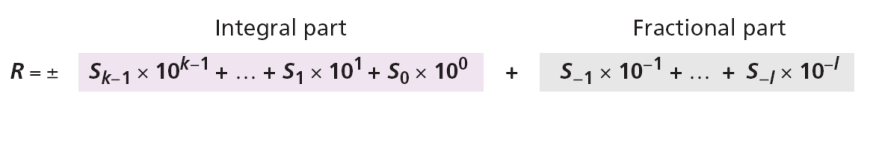 Integral part Fractional part
R = ± S_{k−1} × 10^{k−1} + … + S_1 × 10^1 + S_0 × 10^0 + S_{−1} × 10^{−1} + … + S_{−l} × 10^{−l}